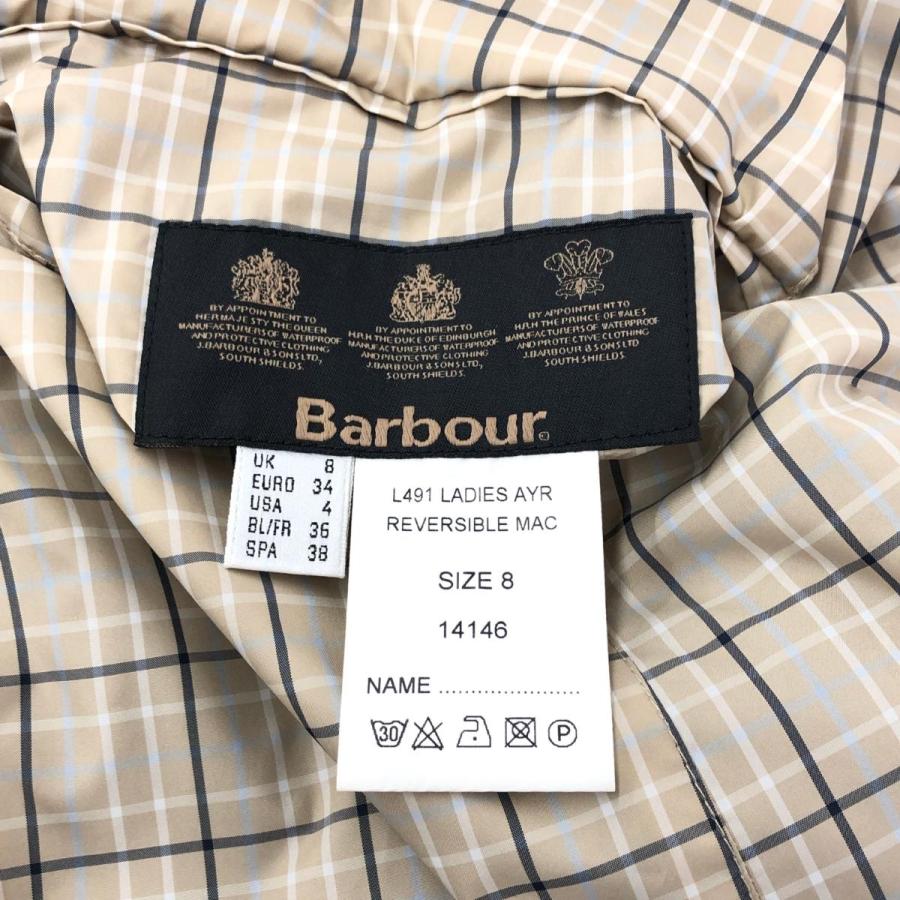 BY APPOINTMENT TO
HER MAJESTY THE QUEEN
MANUFACTURERS OF WATERPROOF
AND PROTECTIVE CLOTHING
J.BARBOUR & SONS LTD,
SOUTH SHIELDS.
BY APPOINTMENT TO
H.R.H. THE DUKE OF EDINBURGH
MANUFACTURERS OF WATERPROOF
AND PROTECTIVE CLOTHING
J.BARBOUR & SONS LTD,
SOUTH SHIELDS.
BY APPOINTMENT TO
H.R.H. THE PRINCE OF WALES
MANUFACTURERS OF WATERPROOF
AND PROTECTIVE CLOTHING
J.BARBOUR & SONS LTD,
SOUTH SHIELDS.
Barbour
UK 8
EURO 34
USA 4
BL/FR 36
SPA 38
L491 LADIES AYR
REVERSIBLE MAC
SIZE 8
14146
NAME ......................
30 P